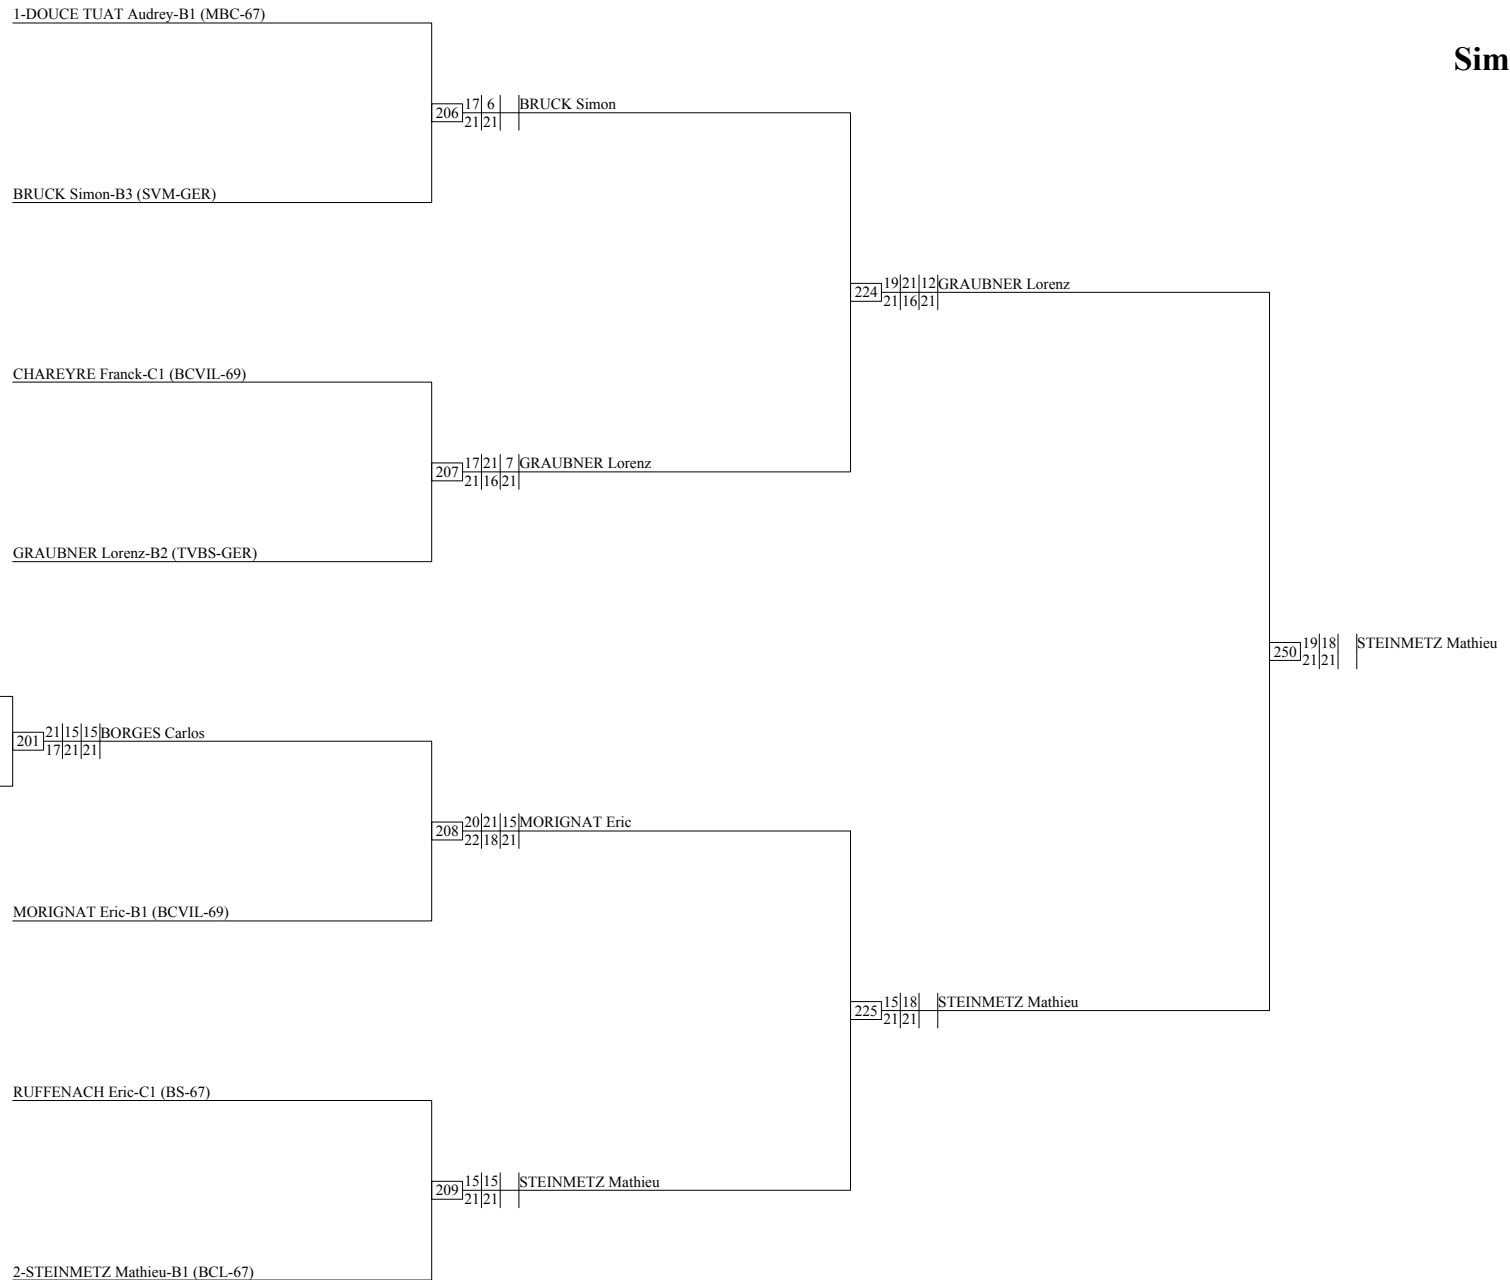 1-DOUCE TUAT Audrey-B1 (MBC-67)
Sim
206 17 6 BRUCK Simon
21 21
BRUCK Simon-B3 (SVM-GER)
224 19 21 12 GRAUBNER Lorenz
21 16 21
CHAREYRE Franck-C1 (BCVIL-69)
207 17 21 7 GRAUBNER Lorenz
21 16 21
GRAUBNER Lorenz-B2 (TVBS-GER)
250 19 18 STEINMETZ Mathieu
21 21
201 21 15 15 BORGES Carlos
17 21 21
208 20 21 15 MORIGNAT Eric
22 18 21
MORIGNAT Eric-B1 (BCVIL-69)
225 15 18 STEINMETZ Mathieu
21 21
RUFFENACH Eric-C1 (BS-67)
209 15 15 STEINMETZ Mathieu
21 21
2-STEINMETZ Mathieu-B1 (BCL-67)